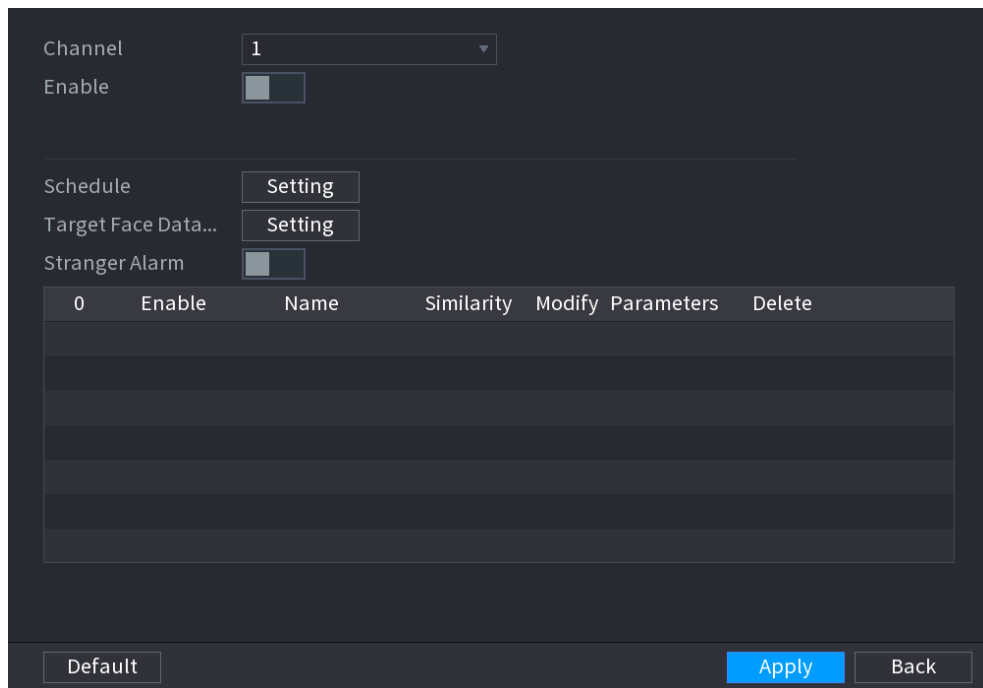 Channel 1
Enable
Schedule Setting
Target Face Data... Setting
Stranger Alarm
0 Enable Name Similarity Modify Parameters Delete
Default Apply Back